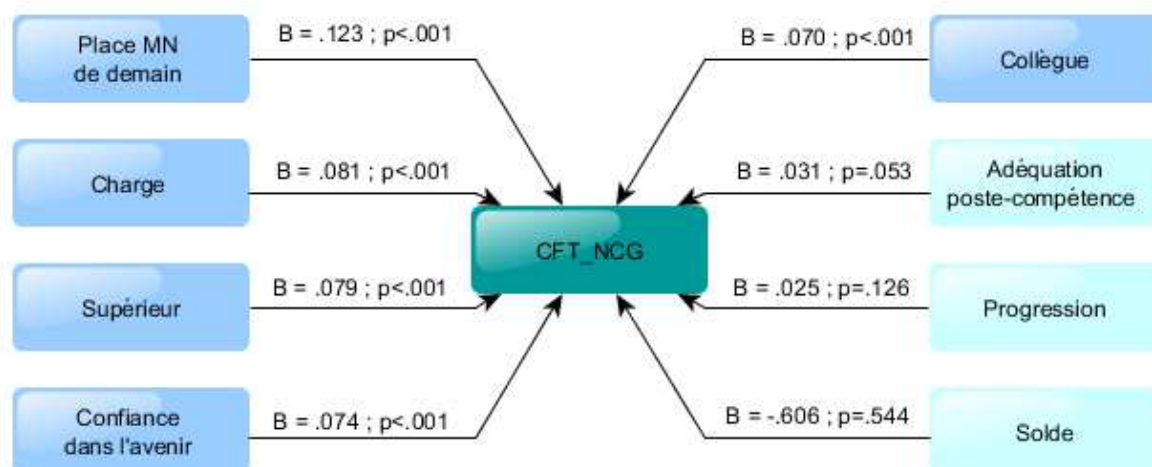 Place MN
de demain
B = .123 ; p<.001
B = .070 ; p<.001
Collègue
Charge
B = .081 ; p<.001
B = .031 ; p=.053
Adéquation
poste-compétence
CFT_NCG
Supérieur
B = .079 ; p<.001
B = .025 ; p=.126
Progression
Confiance
dans l'avenir
B = .074 ; p<.001
B = -.606 ; p=.544
Solde